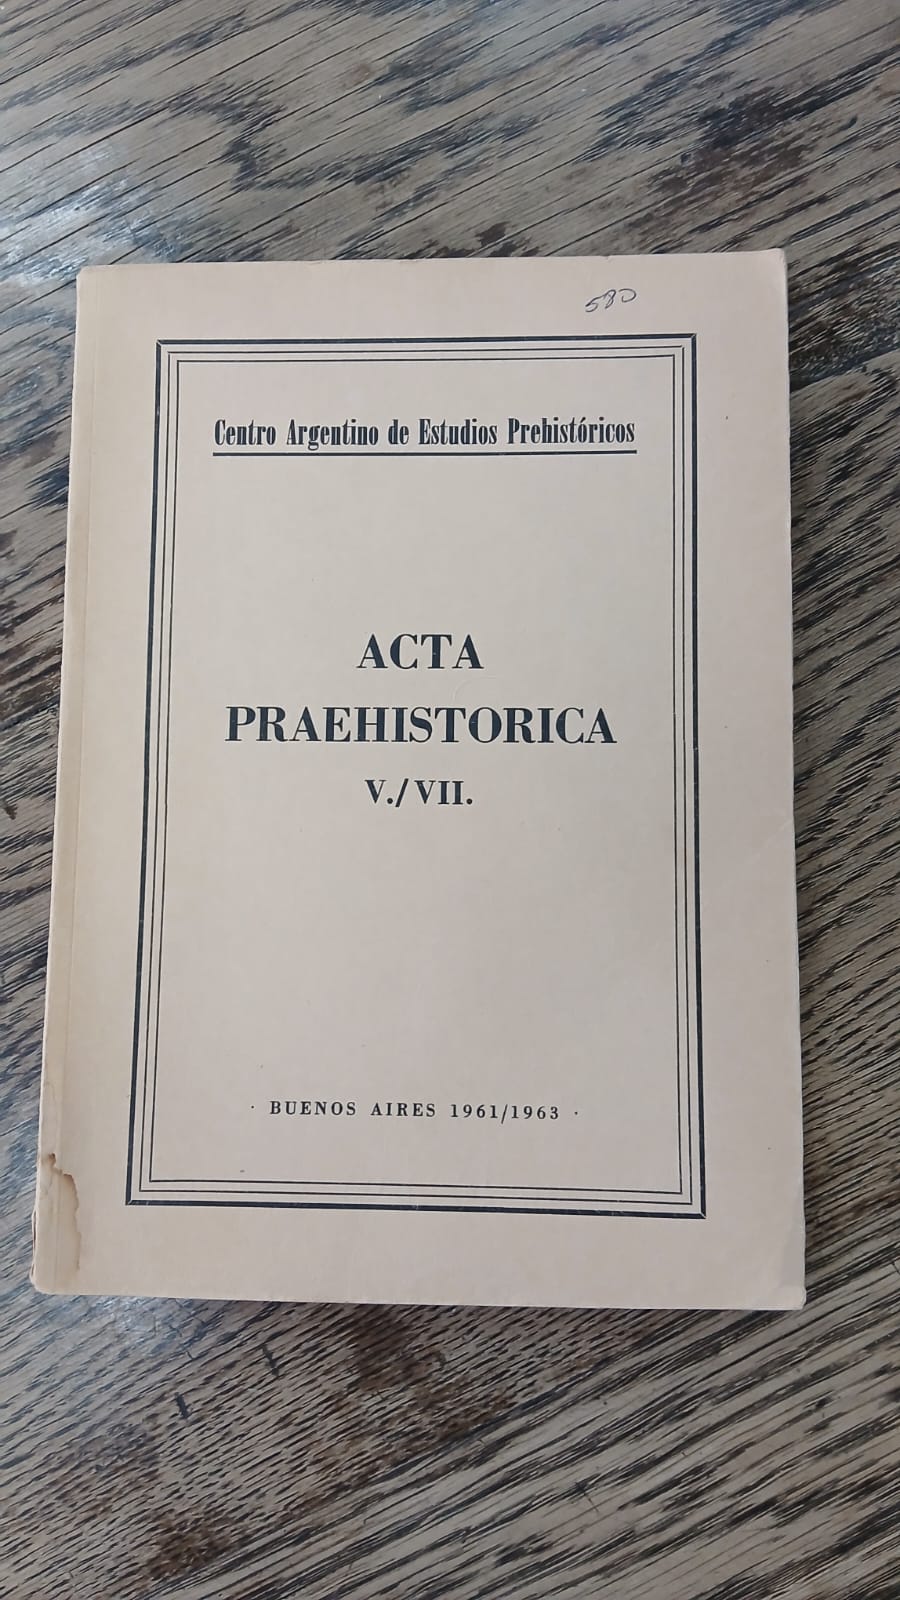 580
Centro Argentino de Estudios Prehistóricos
ACTA
PRAEHISTORICA
V./VII.
· BUENOS AIRES 1961/1963 ·